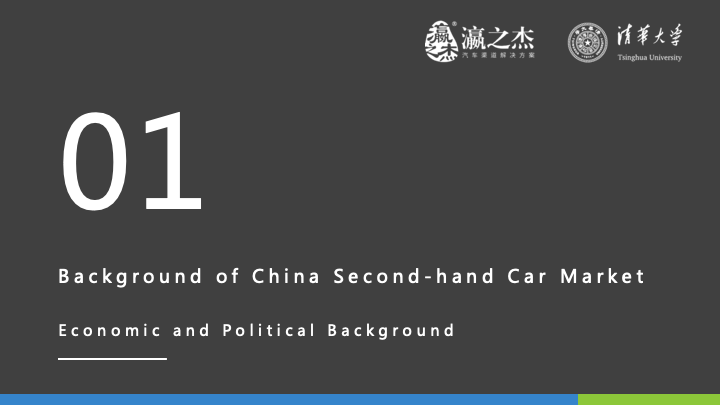 瀛之杰
®
汽车渠道解决方案
清华大学
Tsinghua University
01
Background of China Second-hand Car Market
Economic and Political Background